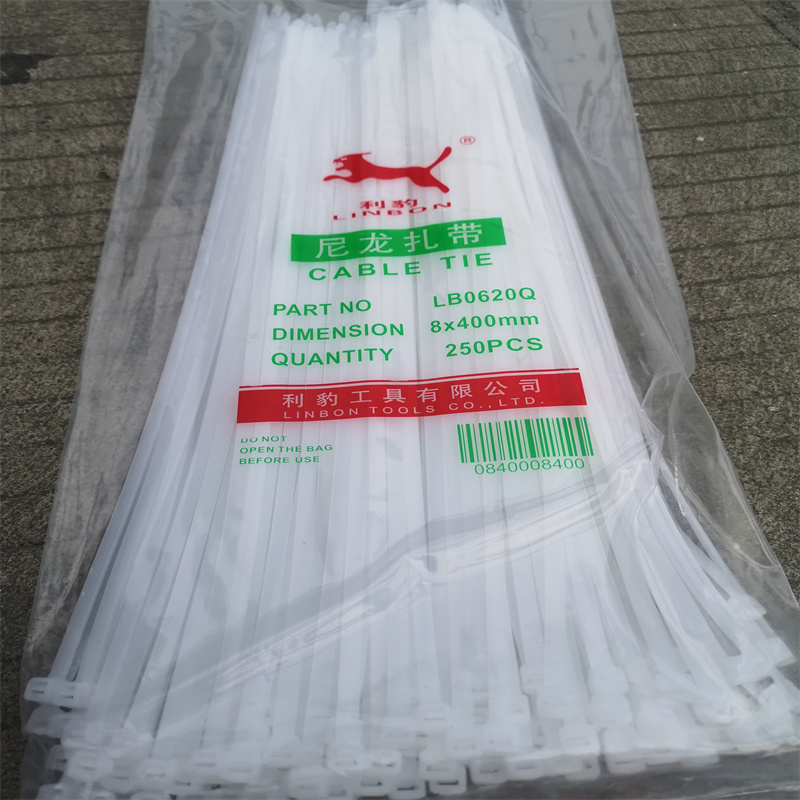 ®
利豹
LINBON
尼龙扎带
CABLE TIE
PART NO LB0620Q
DIMENSION 8x400mm
QUANTITY 250PCS
利豹工具有限公司
LINBON TOOLS CO.,LTD.
DO NOT
OPEN THE BAG
BEFORE USE
0840008400